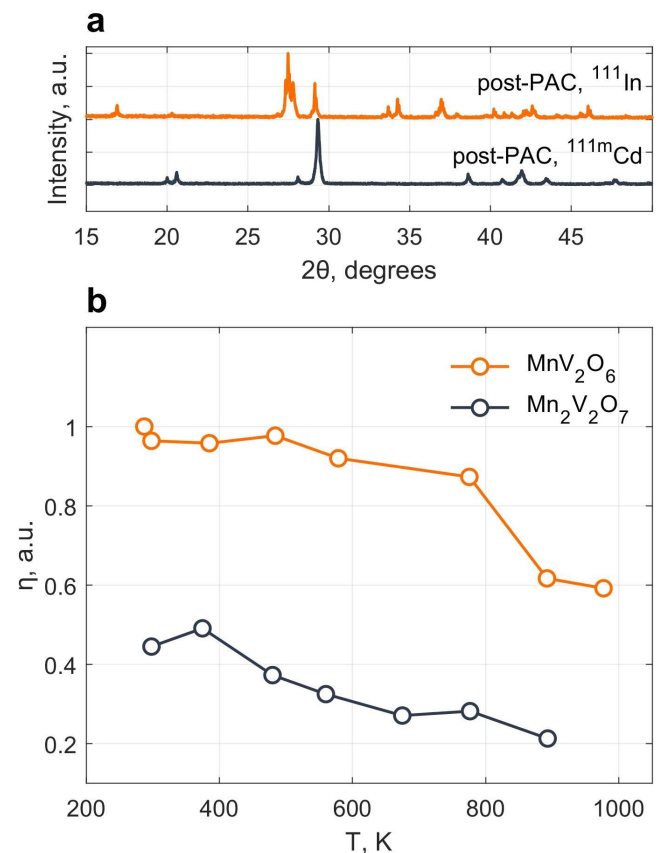 a
Intensity, a.u.
post-PAC, ¹¹¹In
post-PAC, ¹¹¹ᵐCd
15 20 25 30 35 40 45
2θ, degrees
b
MnV₂O₆
Mn₂V₂O₇
η, a.u.
1
0.8
0.6
0.4
0.2
200 400 600 800 1000
T, K